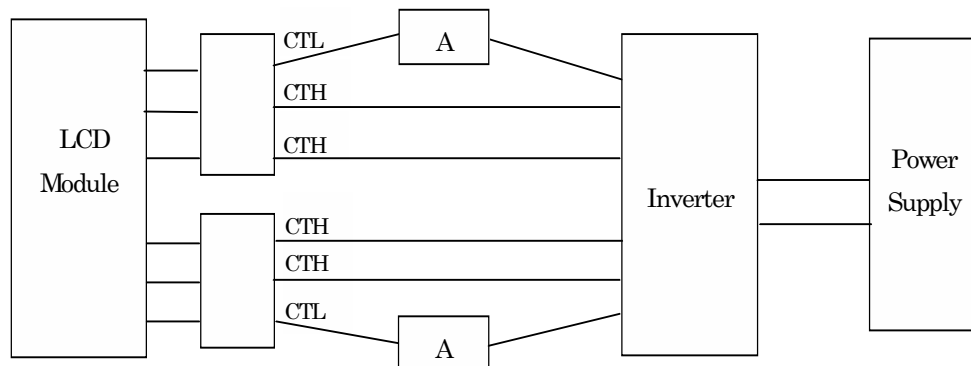 CTL
A
CTH
CTH
LCD
Module
Inverter
Power
Supply
CTH
CTH
CTL
A